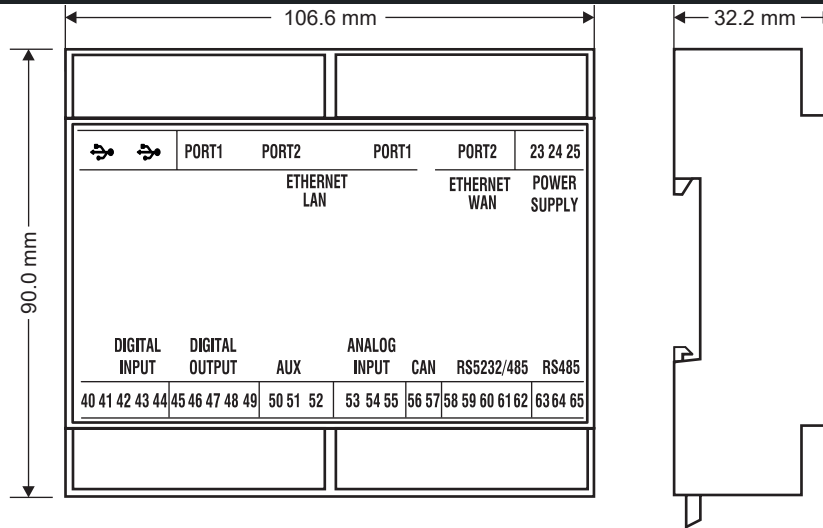 106.6 mm
32.2 mm
90.0 mm
PORT1 PORT2 PORT1 PORT2 23 24 25
ETHERNET LAN
ETHERNET WAN
POWER SUPPLY
DIGITAL INPUT
DIGITAL OUTPUT
AUX
ANALOG INPUT
CAN
RS5232/485
RS485
40 41 42 43 44 45 46 47 48 49 50 51 52 53 54 55 56 57 58 59 60 61 62 63 64 65